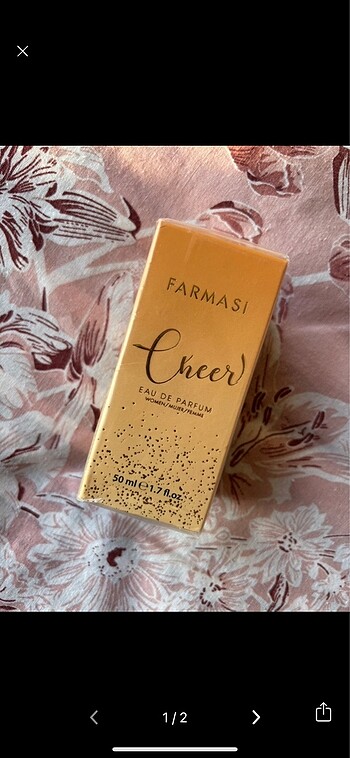 FARMASi
Cheer
EAU DE PARFUM
WOMEN/MUJER/FEMME
50 ml ℮ 1.7 fl.oz.
1/2